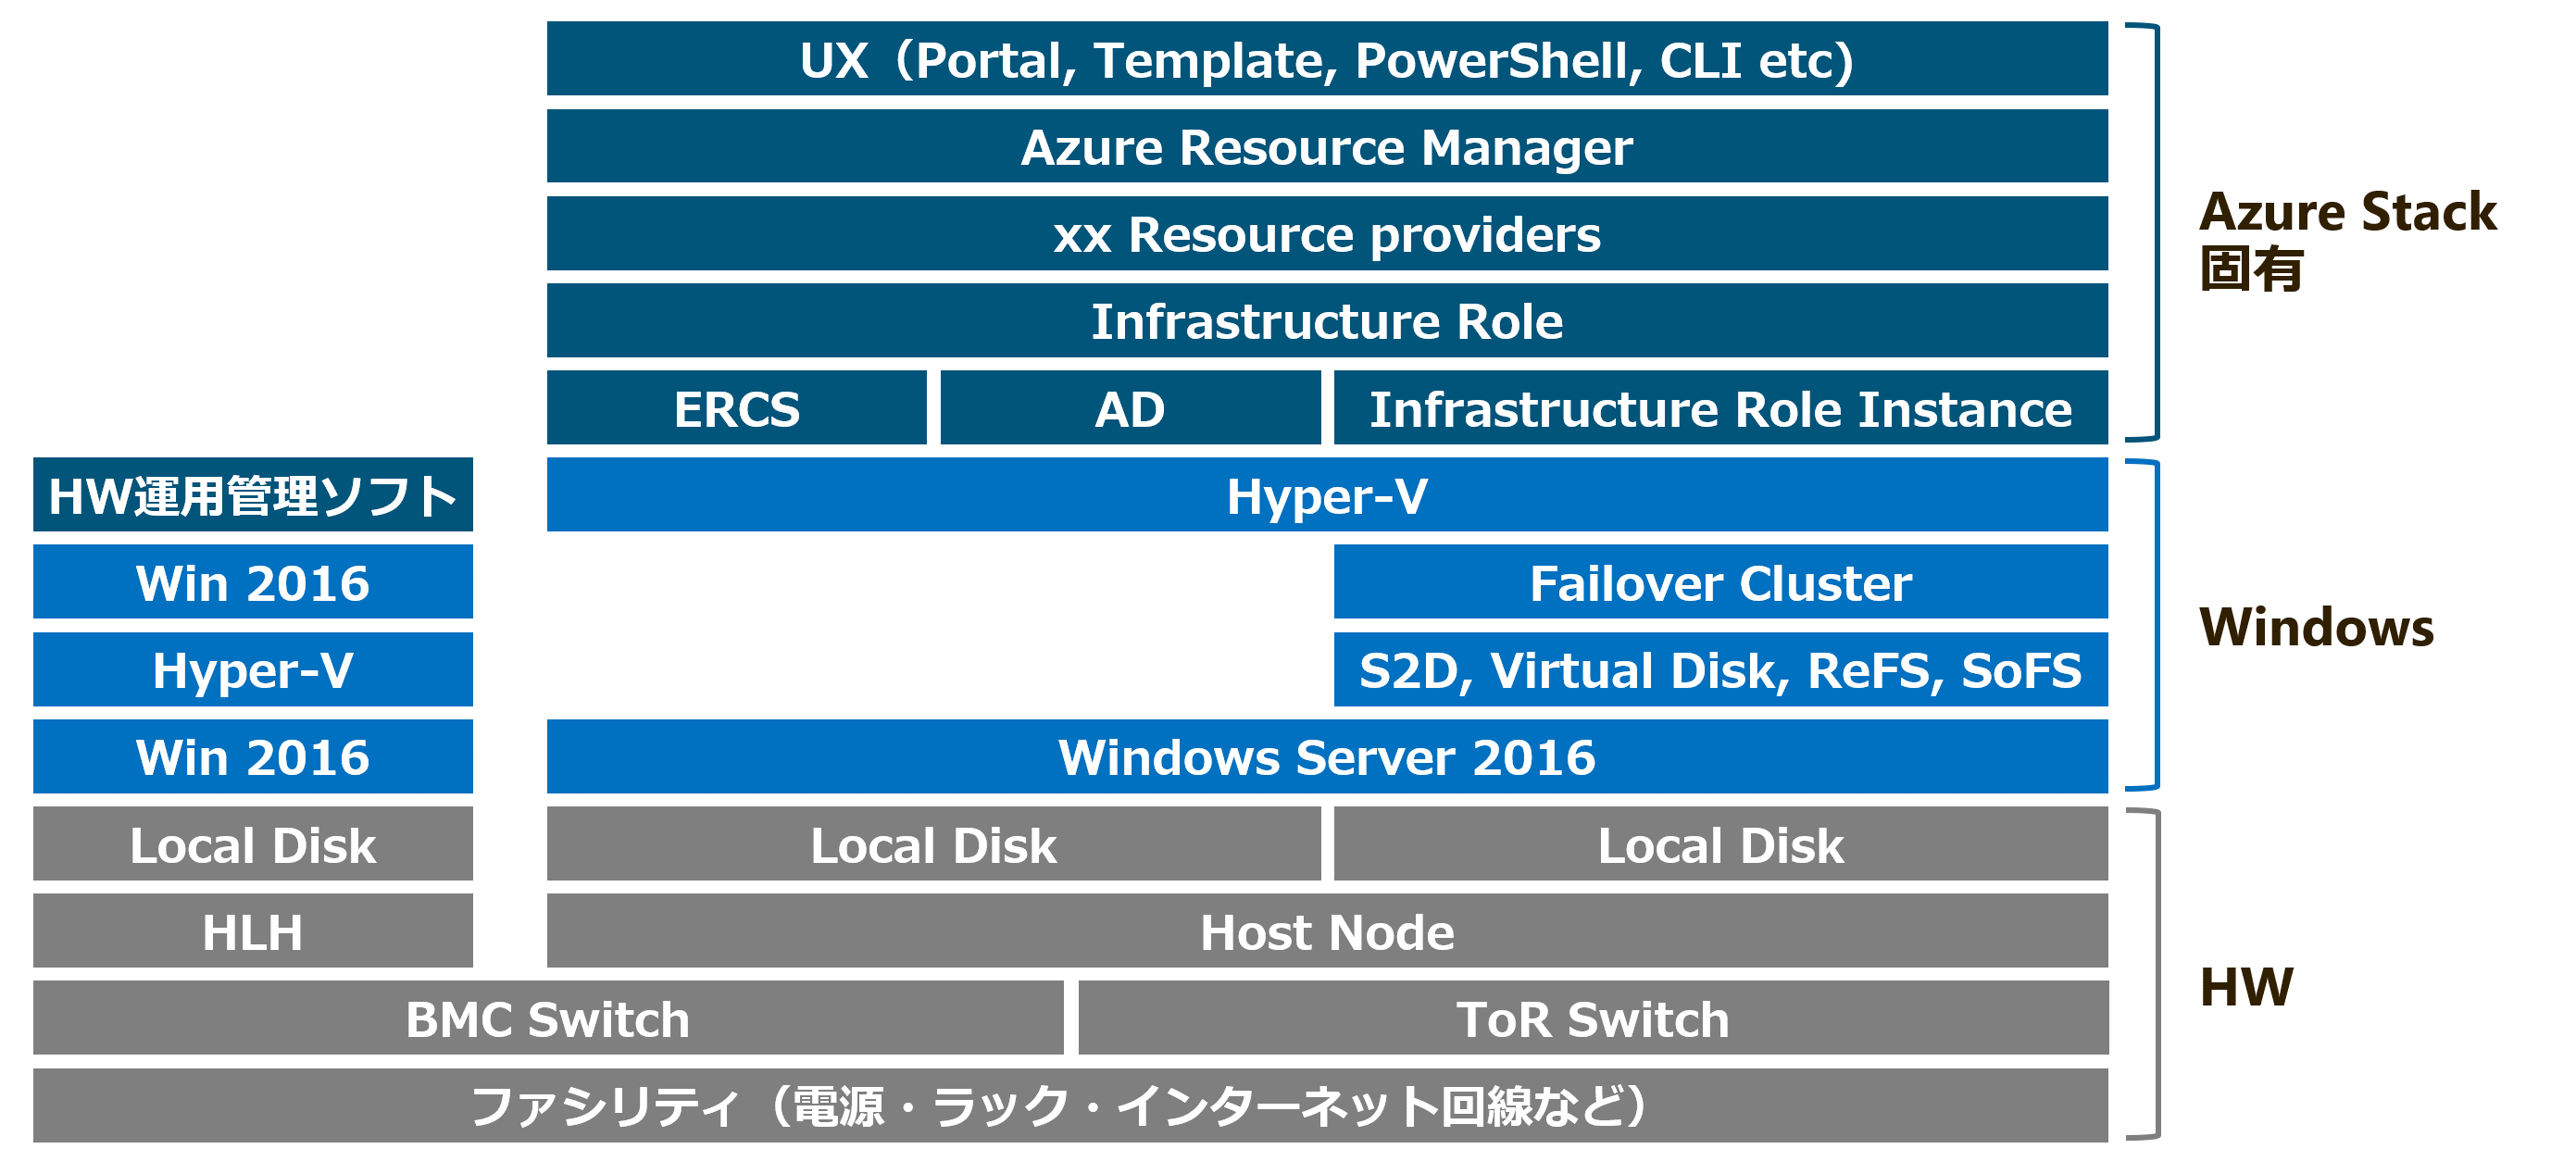 UX（Portal, Template, PowerShell, CLI etc)
Azure Resource Manager
xx Resource providers
Infrastructure Role
ERCS
AD
Infrastructure Role Instance
Azure Stack
固有
HW運用管理ソフト
Hyper-V
Win 2016
Failover Cluster
Hyper-V
S2D, Virtual Disk, ReFS, SoFS
Windows
Win 2016
Windows Server 2016
Local Disk
Local Disk
Local Disk
HLH
Host Node
HW
BMC Switch
ToR Switch
ファシリティ（電源・ラック・インターネット回線など）